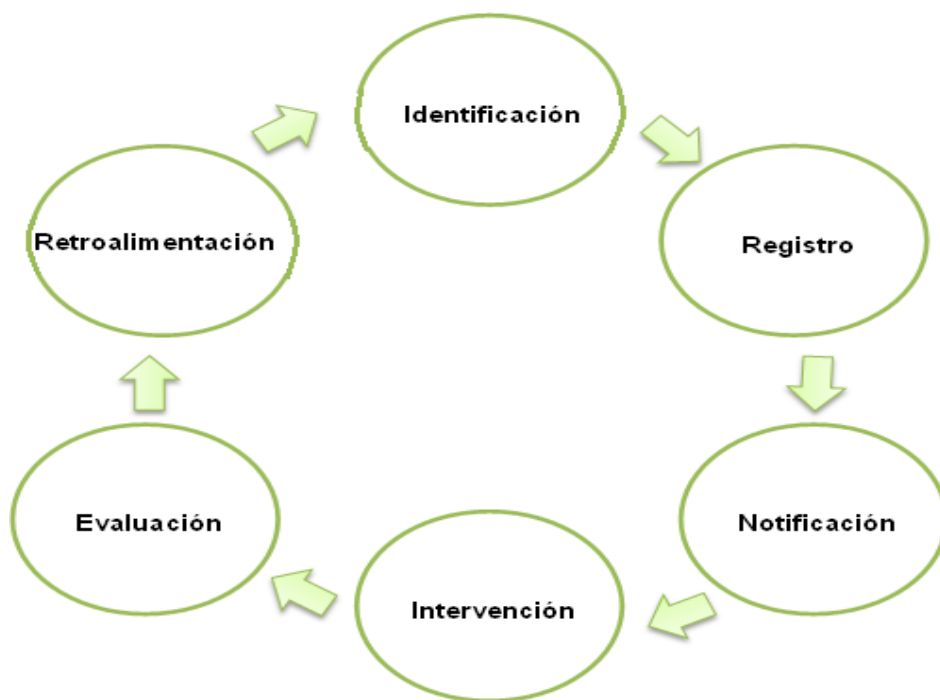 Identificación
Registro
Notificación
Intervención
Evaluación
Retroalimentación